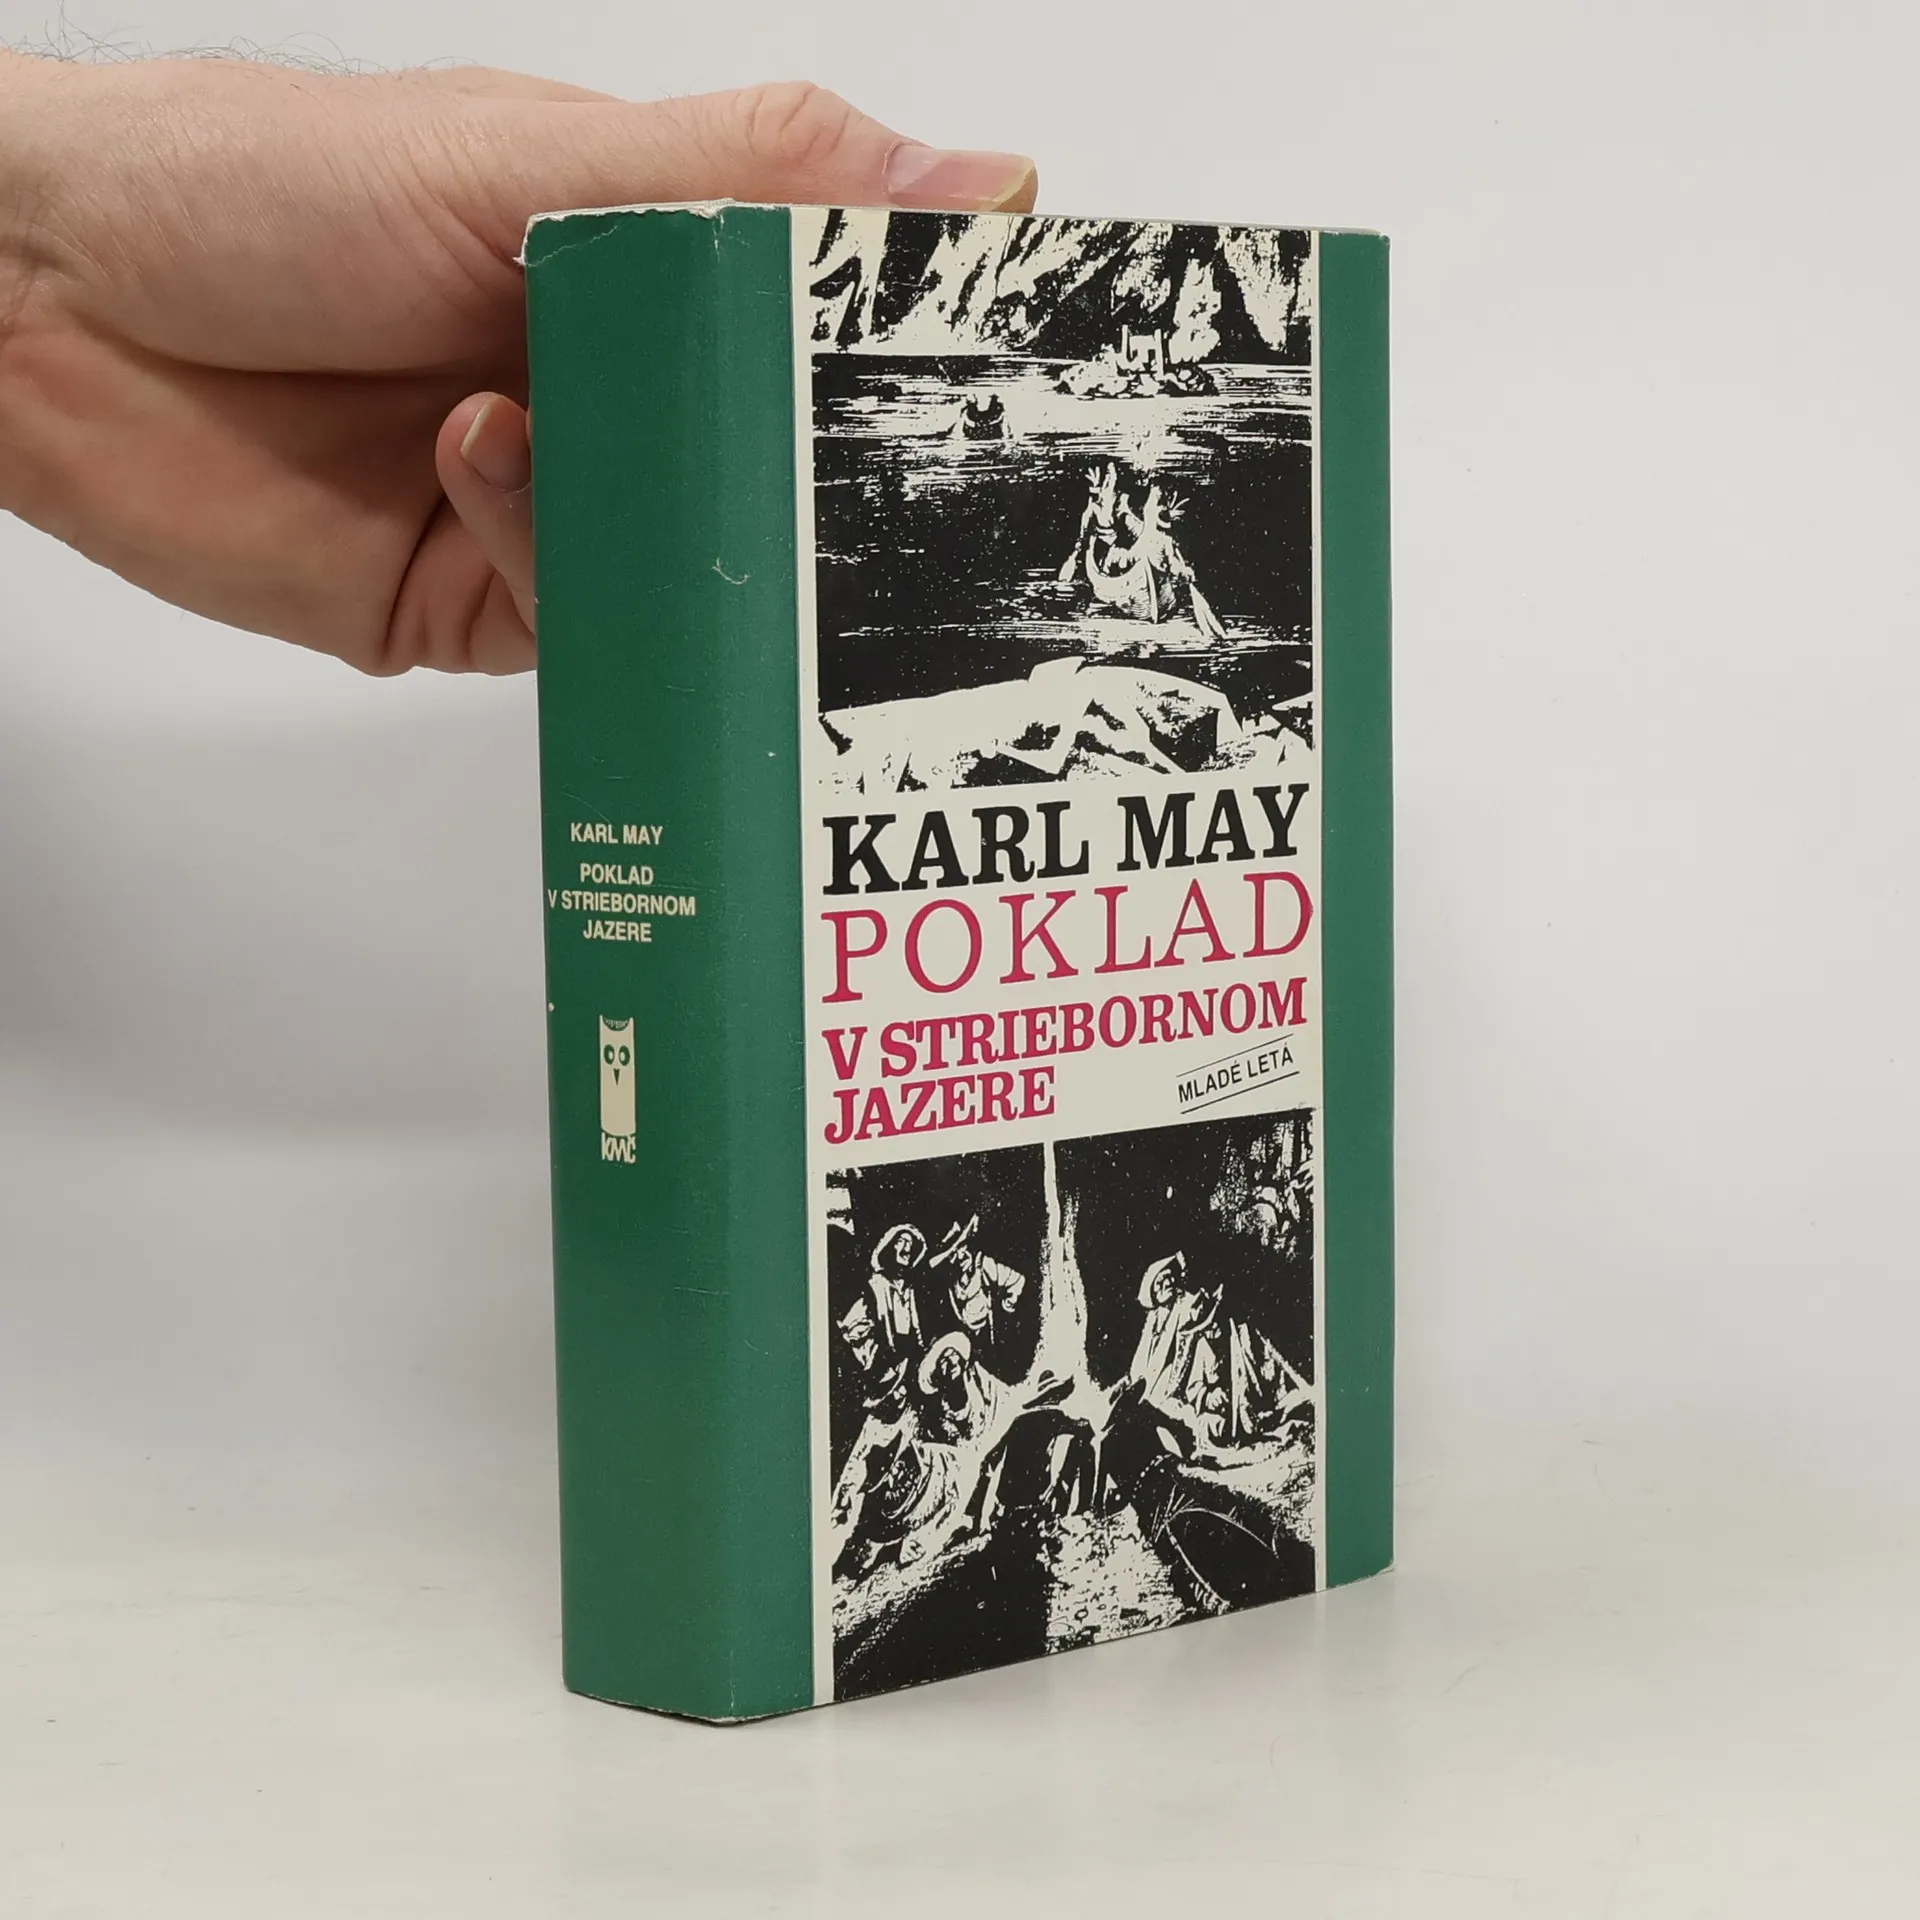 KARL MAY
POKLAD
V STRIEBORNOM
JAZERE
kmč
KARL MAY
POKLAD
V STRIEBORNOM
JAZERE
MLADÉ LETÁ